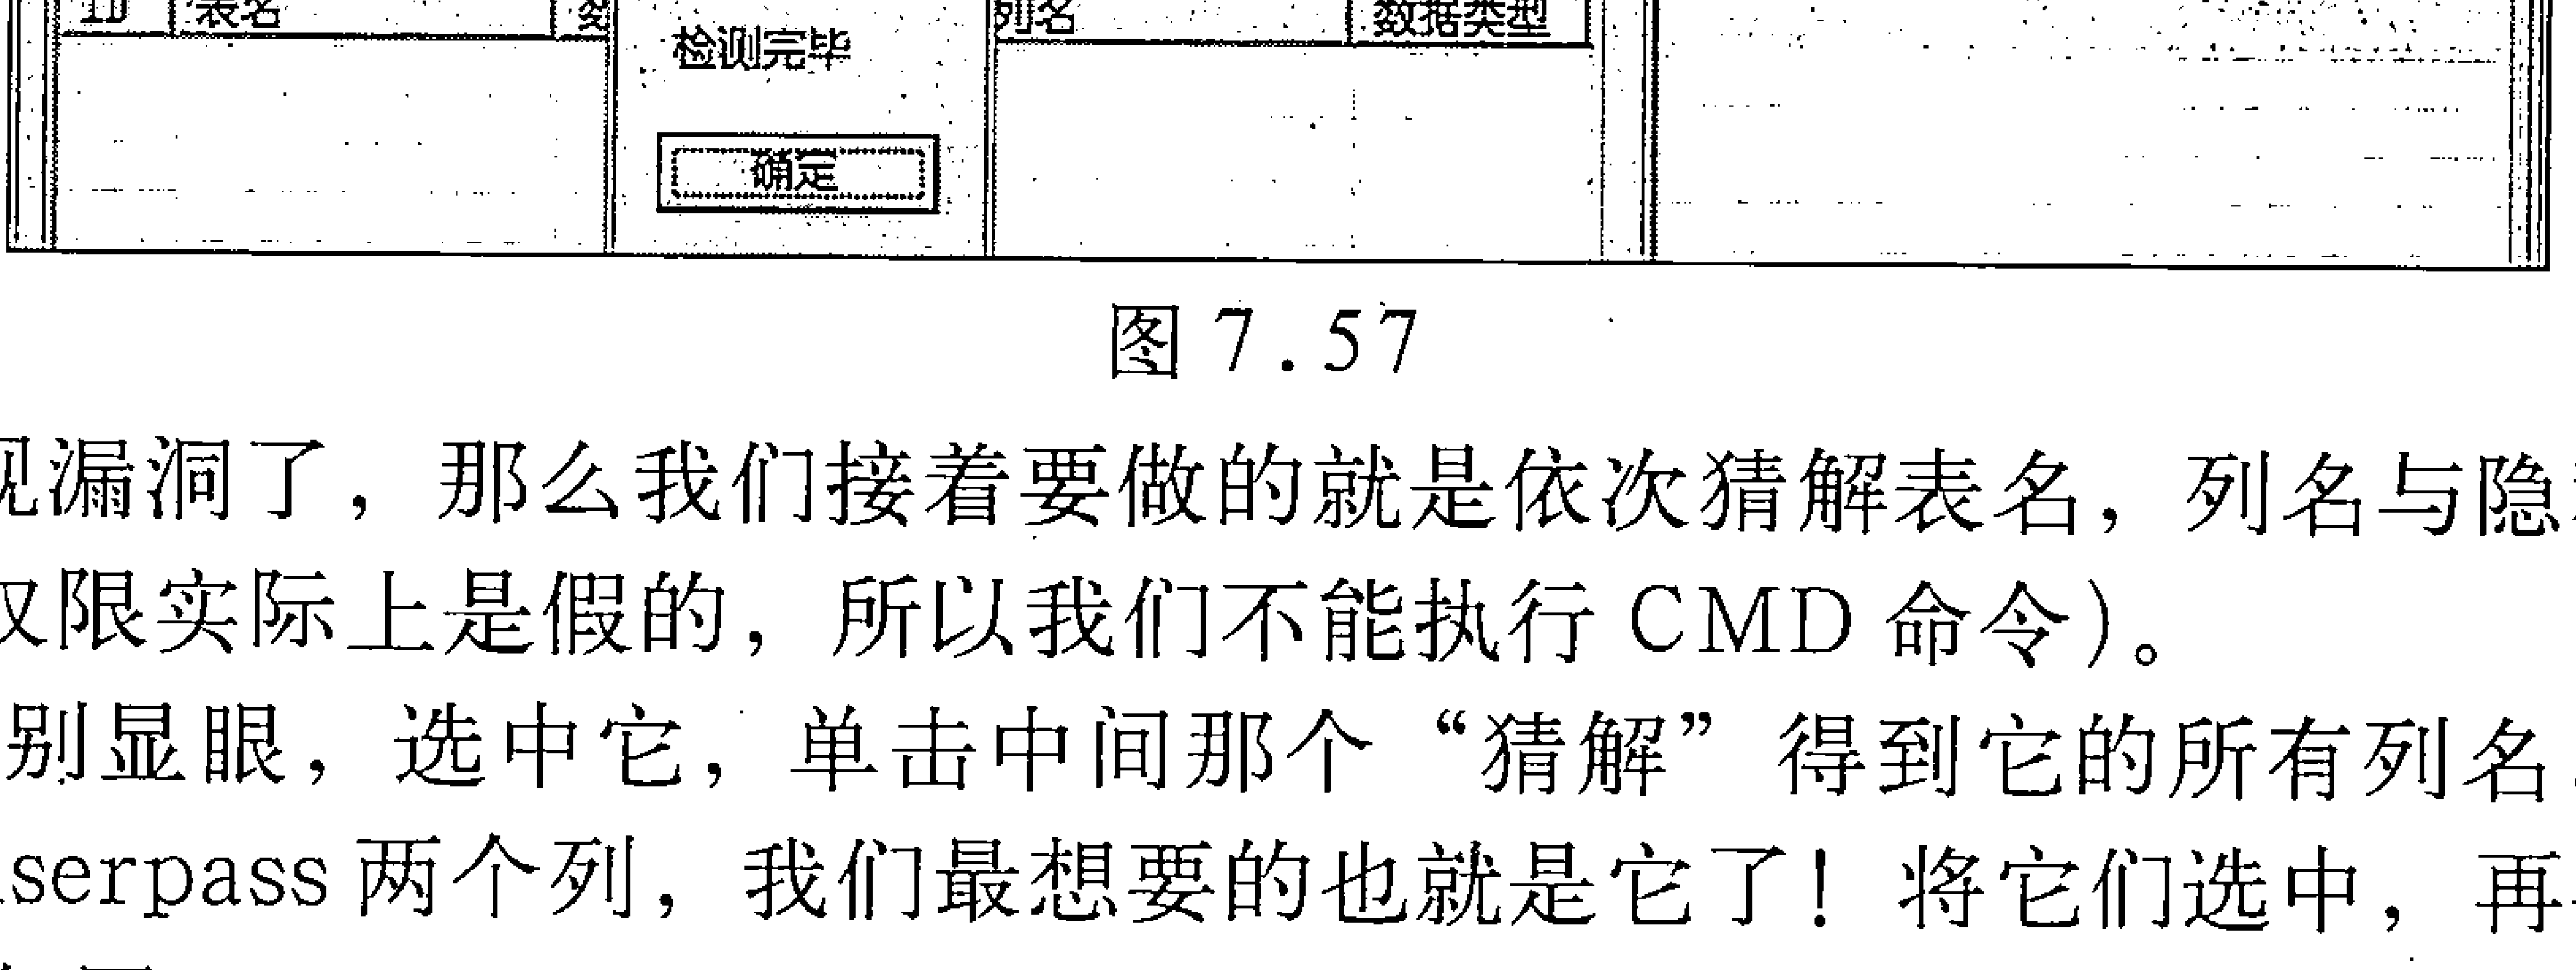 ID 表名 列名 数据类型
检测完毕
确定
图 7.57
漏洞了，那么我们接着要做的就是依次猜解表名，列名与隐
限实际上是假的，所以我们不能执行 CMD 命令）。
别显眼，选中它，单击中间那个“猜解”得到它的所有列名
serpass 两个列，我们最想要的也就是它了！将它们选中，再